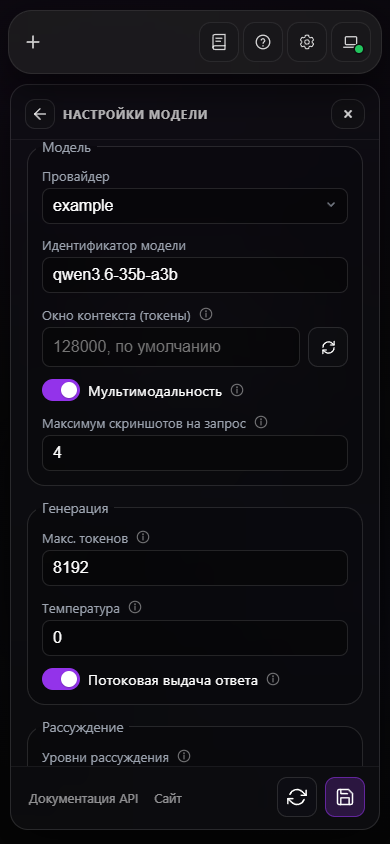 НАСТРОЙКИ МОДЕЛИ
Модель
Провайдер
example
Идентификатор модели
qwen3.6-35b-a3b
Окно контекста (токены)
128000, по умолчанию
Мультимодальность
Максимум скриншотов на запрос
4
Генерация
Макс. токенов
8192
Температура
0
Потоковая выдача ответа
Рассуждение
Уровни рассуждения
Документация API Сайт